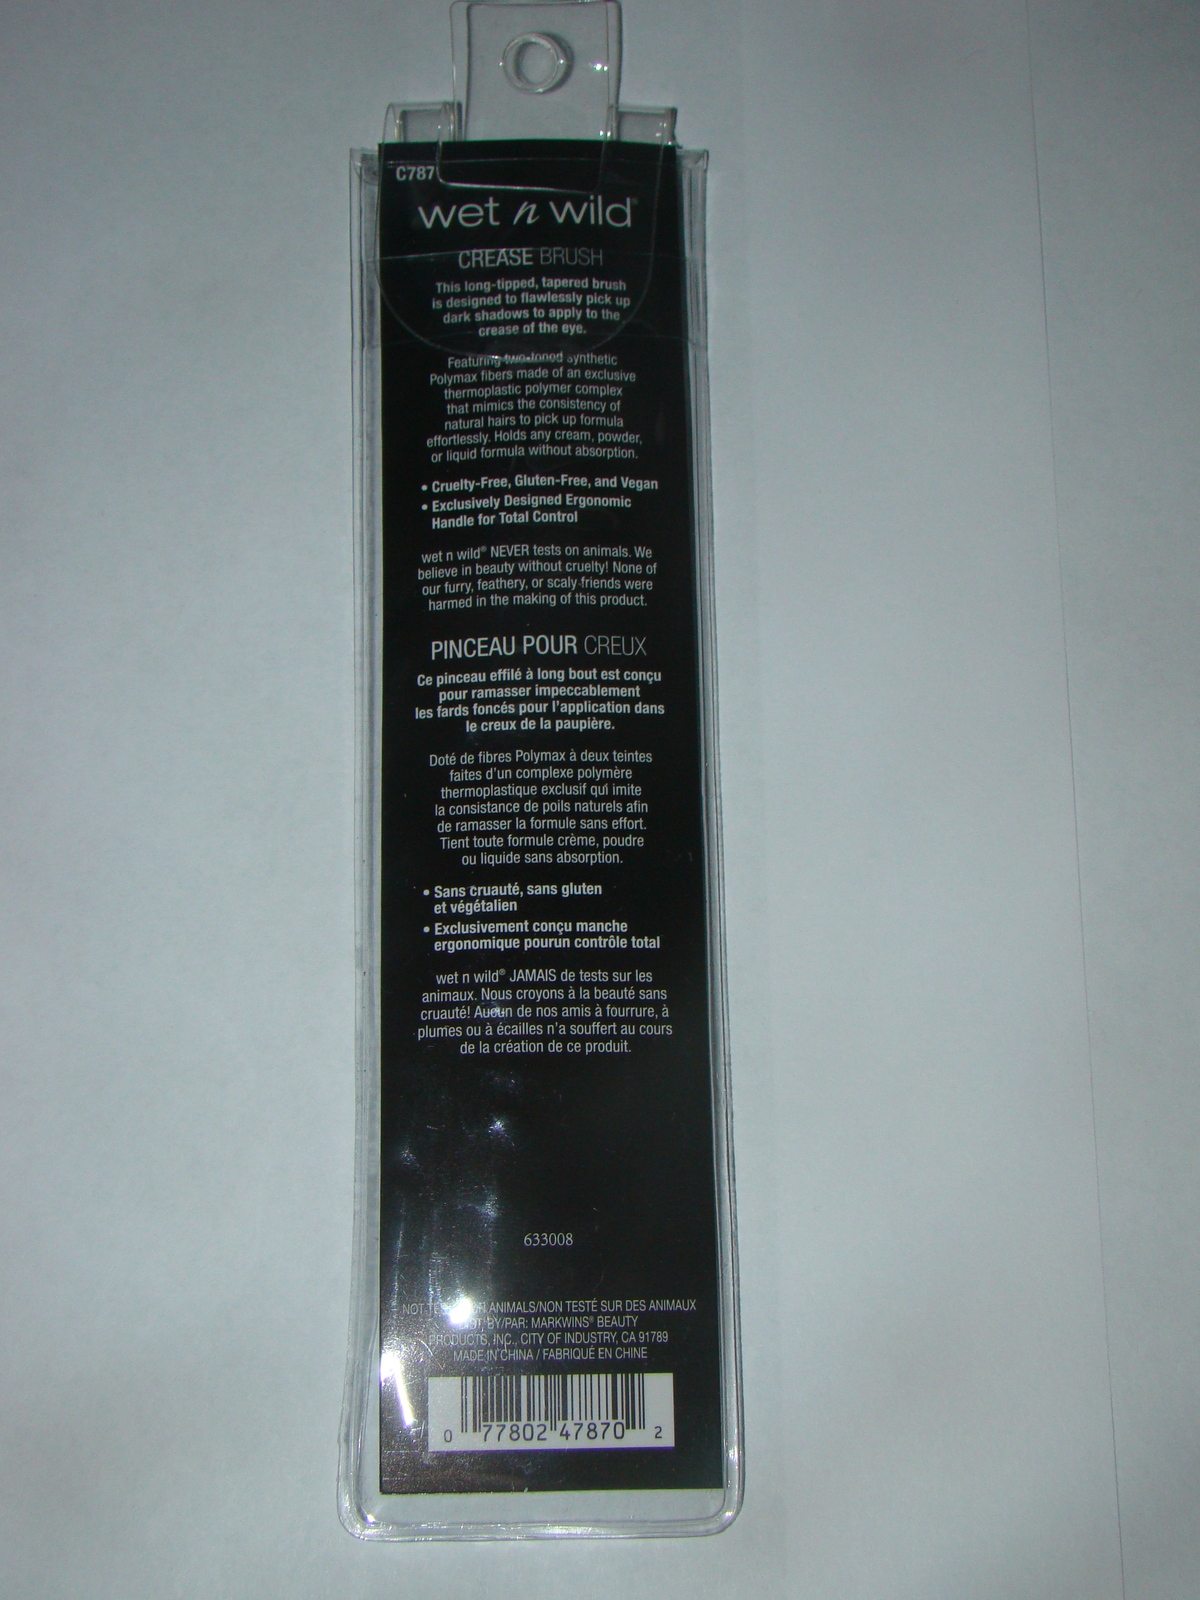 C787
wet n wild®
CREASE BRUSH
This long-tipped, tapered brush
is designed to flawlessly pick up
dark shadows to apply to the
crease of the eye.
Featuring two-toned synthetic
Polymax fibers made of an exclusive
thermoplastic polymer complex
that mimics the consistency of
natural hairs to pick up formula
effortlessly. Holds any cream, powder,
or liquid formula without absorption.
• Cruelty-Free, Gluten-Free, and Vegan
• Exclusively Designed Ergonomic
Handle for Total Control
wet n wild® NEVER tests on animals. We
believe in beauty without cruelty! None of
our furry, feathery, or scaly friends were
harmed in the making of this product.
PINCEAU POUR CREUX
Ce pinceau effilé à long bout est conçu
pour ramasser impeccablement
les fards foncés pour l'application dans
le creux de la paupière.
Doté de fibres Polymax à deux teintes
faites d'un complexe polymère
thermoplastique exclusif qui imite
la consistance de poils naturels afin
de ramasser la formule sans effort.
Tient toute formule crème, poudre
ou liquide sans absorption.
• Sans cruauté, sans gluten
et végétalien
• Exclusivement conçu manche
ergonomique pourun contrôle total
wet n wild® JAMAIS de tests sur les
animaux. Nous croyons à la beauté sans
cruauté! Aucun de nos amis à fourrure, à
plumes ou à écailles n'a souffert au cours
de la création de ce produit.
633008
NOT ANIMALS/NON TESTÉ SUR DES ANIMAUX
BY/PAR: MARKWINS® BEAUTY
PRODUCTS, INC., CITY OF INDUSTRY, CA 91789
MADE IN CHINA / FABRIQUÉ EN CHINE
0 77802 47870 2